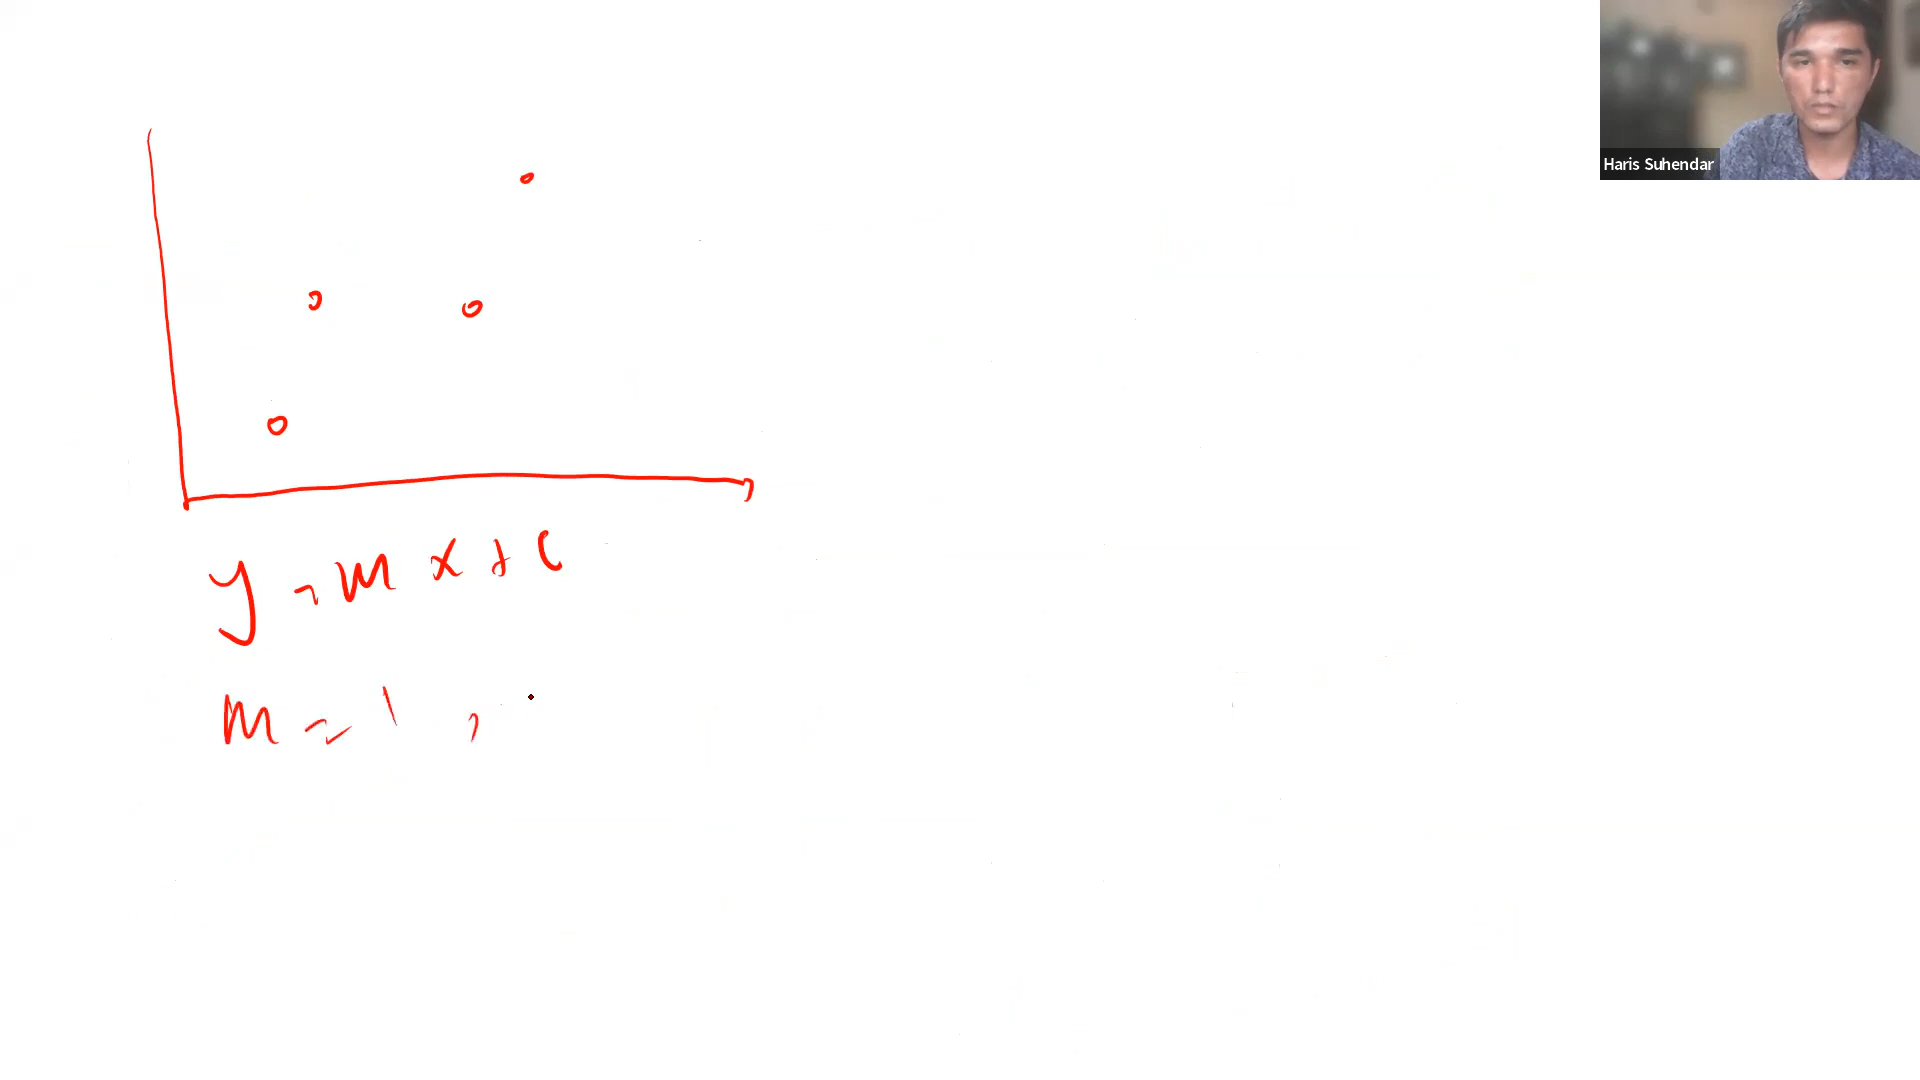 Haris Suhendar
y = mx + c
m = 1 ,